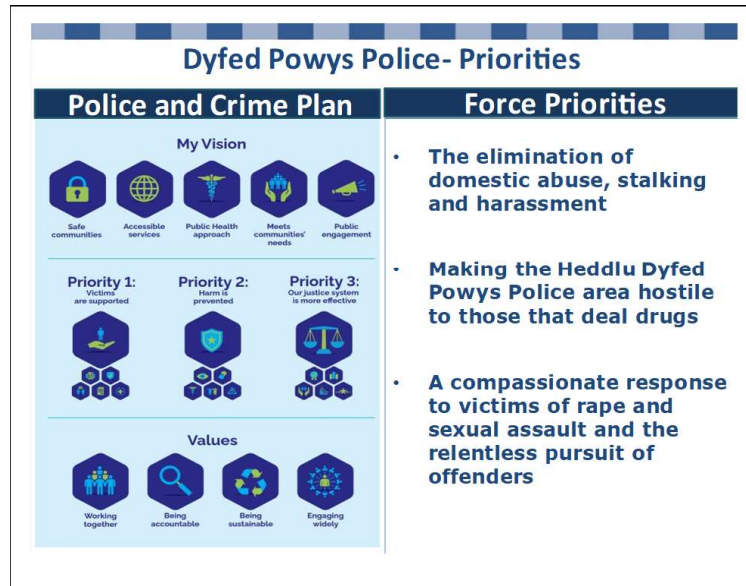 Dyfed Powys Police- Priorities
Police and Crime Plan
My Vision
Safe
communities
Accessible
services
Public Health
approach
Meets
communities'
needs
Public
engagement
Priority 1:
Victims
are supported
Priority 2:
Harm is
prevented
Priority 3:
Our justice system
is more effective
Values
Working
together
Being
accountable
Being
sustainable
Engaging
widely
Force Priorities
• The elimination of
domestic abuse, stalking
and harassment
• Making the Heddlu Dyfed
Powys Police area hostile
to those that deal drugs
• A compassionate response
to victims of rape and
sexual assault and the
relentless pursuit of
offenders